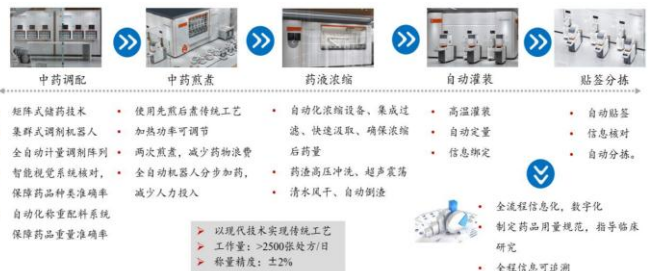 中药调配
中药煎煮
药液浓缩
自动灌装
贴签分拣
矩阵式储药技术
集群式调剂机器人
全自动计量调剂阵列
智能视觉系统核对，
保障药品种类准确率
自动化称重配料系统
保障药品重量准确率
• 使用先煎后煮传统工艺
• 加热功率可调节
• 两次煎煮，减少药物浪费
• 全自动机器人分步加药，
减少人力投入
• 自动化浓缩设备、集成过
滤、快速汲取、确保浓缩
后药量
• 药渣高压冲洗、超声震荡
清水风干、自动倒渣
• 高温灌装
• 自动定量
• 信息绑定
• 自动贴签
• 信息核对
• 自动分拣。
➢ 以现代技术实现传统工艺
➢ 工作量：>2500张处方/日
➢ 称量精度：±2%
• 全流程信息化，数字化
• 制定药品用量规范，指导临床
研究
• 全程信息可追溯